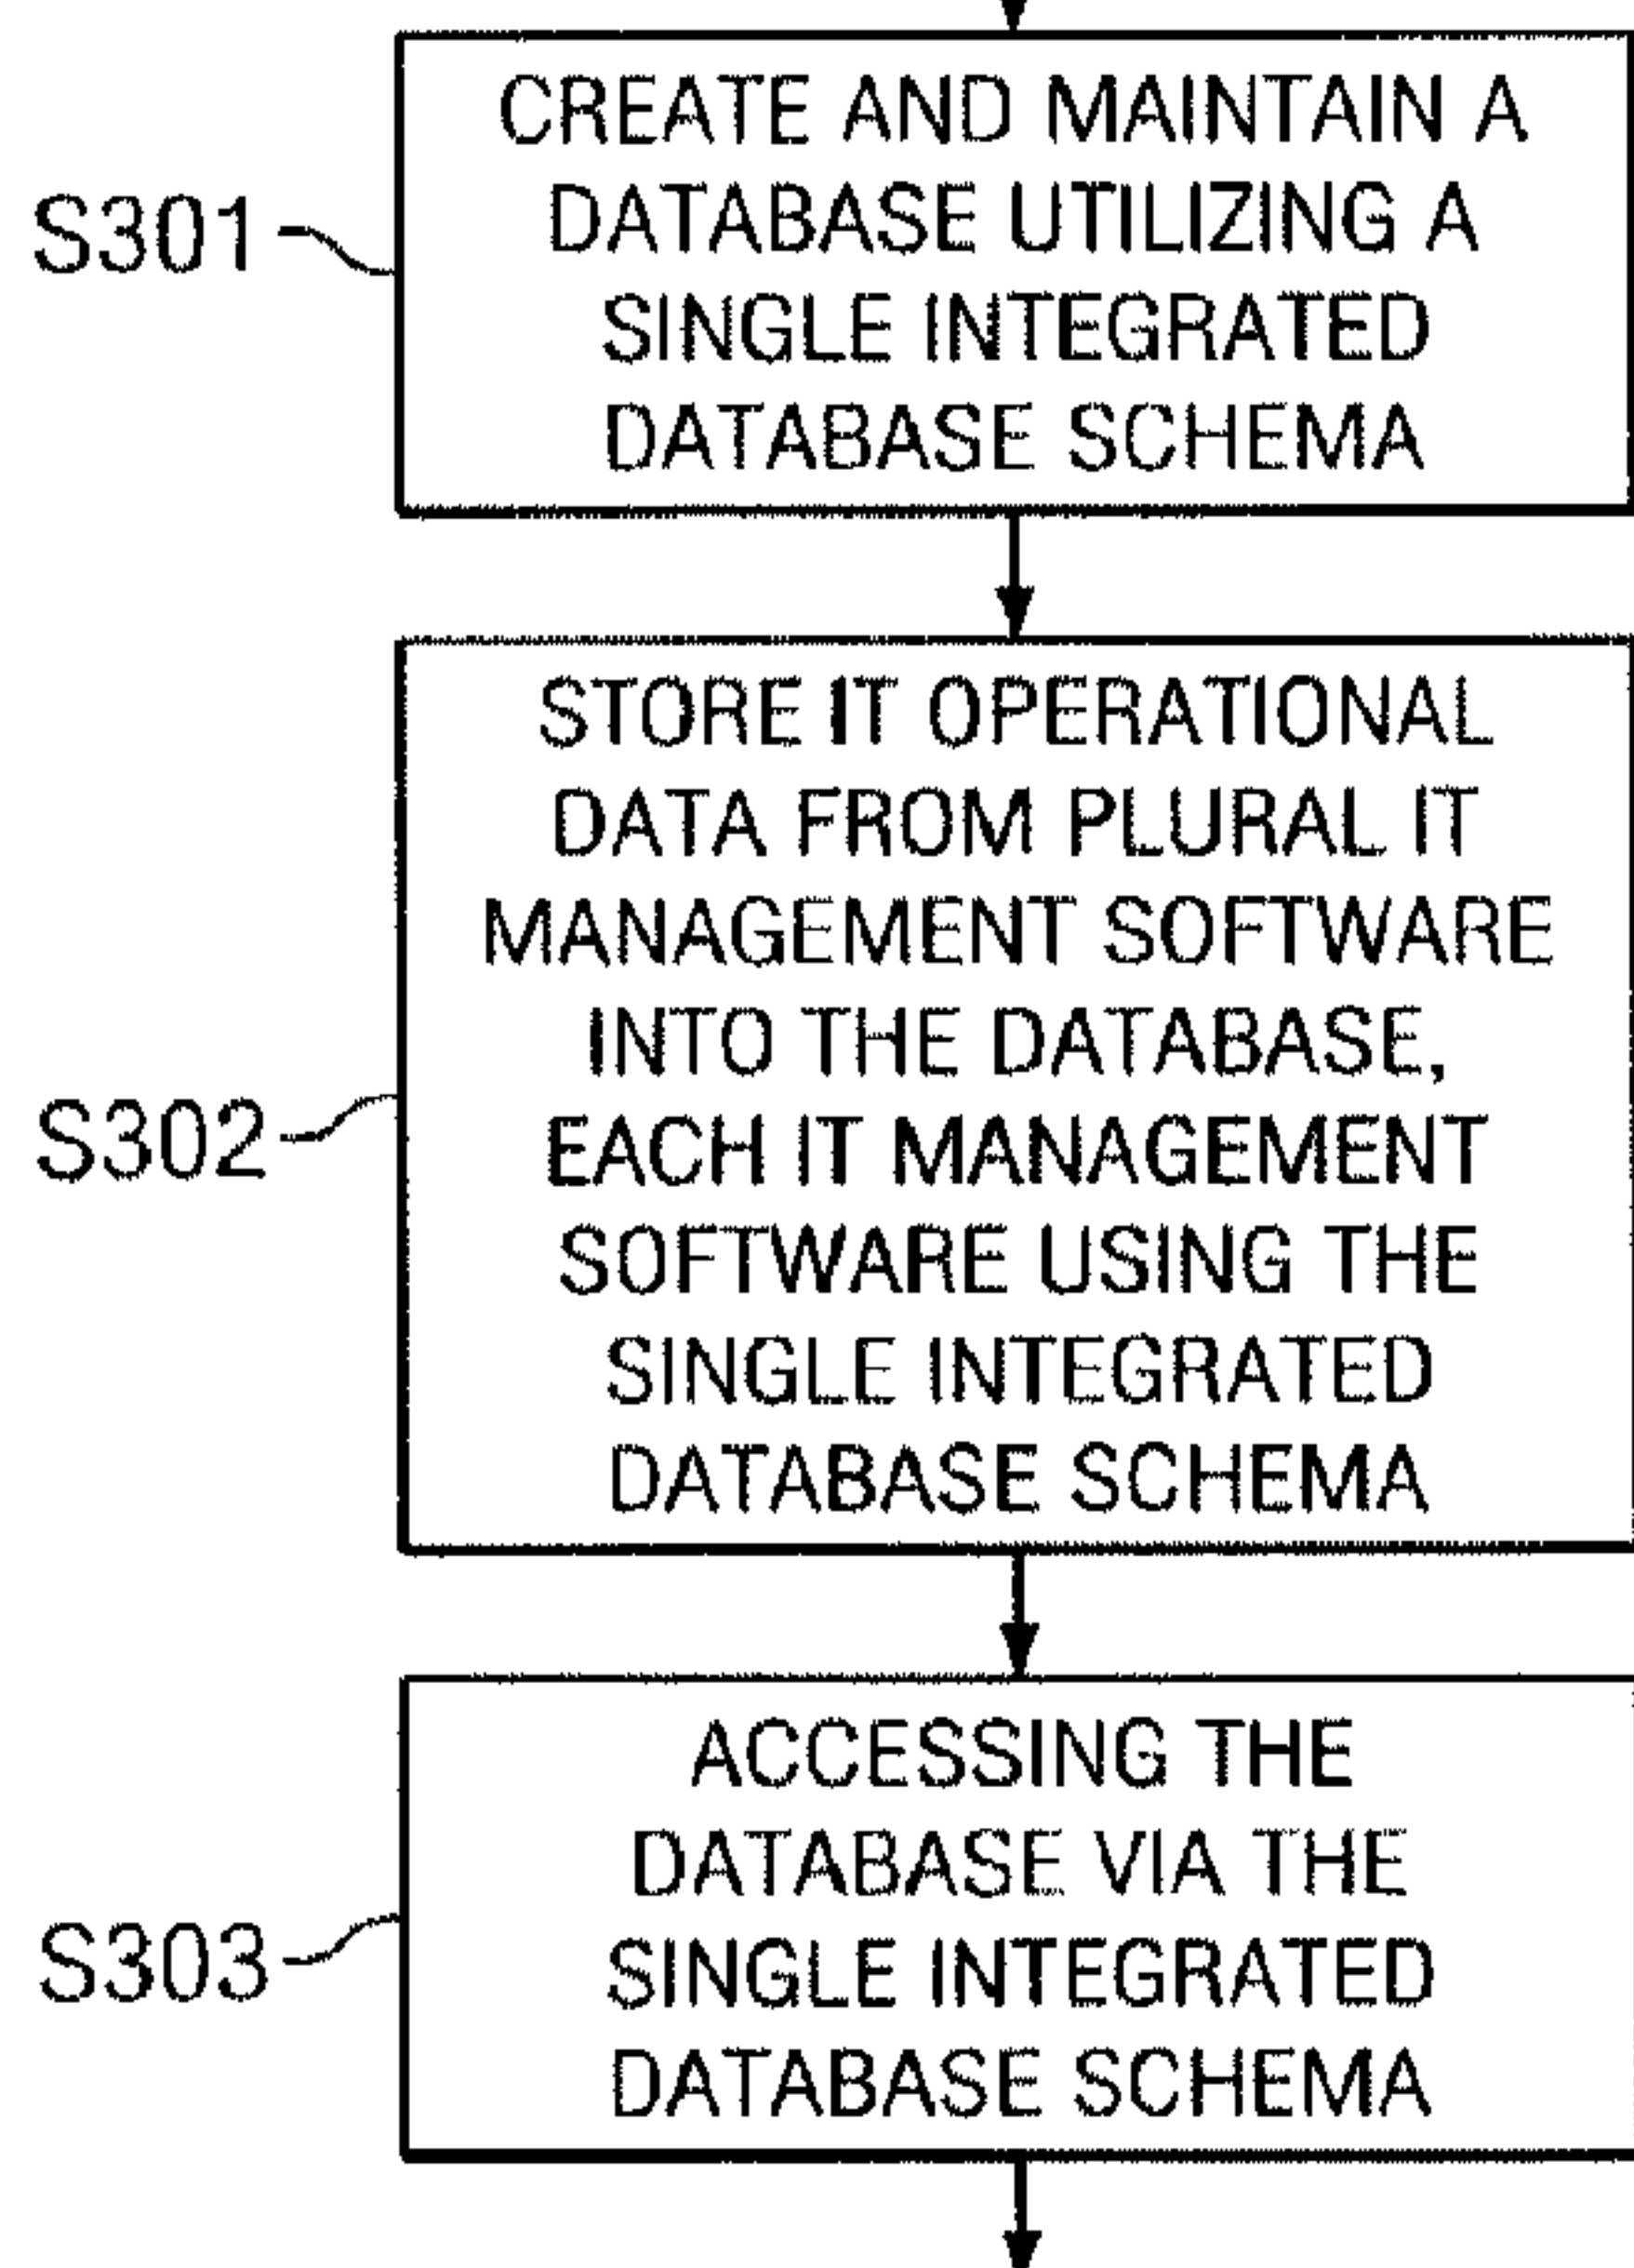 CREATE AND MAINTAIN A
DATABASE UTILIZING A
S301
SINGLE INTEGRATED
DATABASE SCHEMA
STORE IT OPERATIONAL
DATA FROM PLURAL IT
MANAGEMENT SOFTWARE
INTO THE DATABASE,
S302
EACH IT MANAGEMENT
SOFTWARE USING THE
SINGLE INTEGRATED
DATABASE SCHEMA
ACCESSING THE
DATABASE VIA THE
S303
SINGLE INTEGRATED
DATABASE SCHEMA